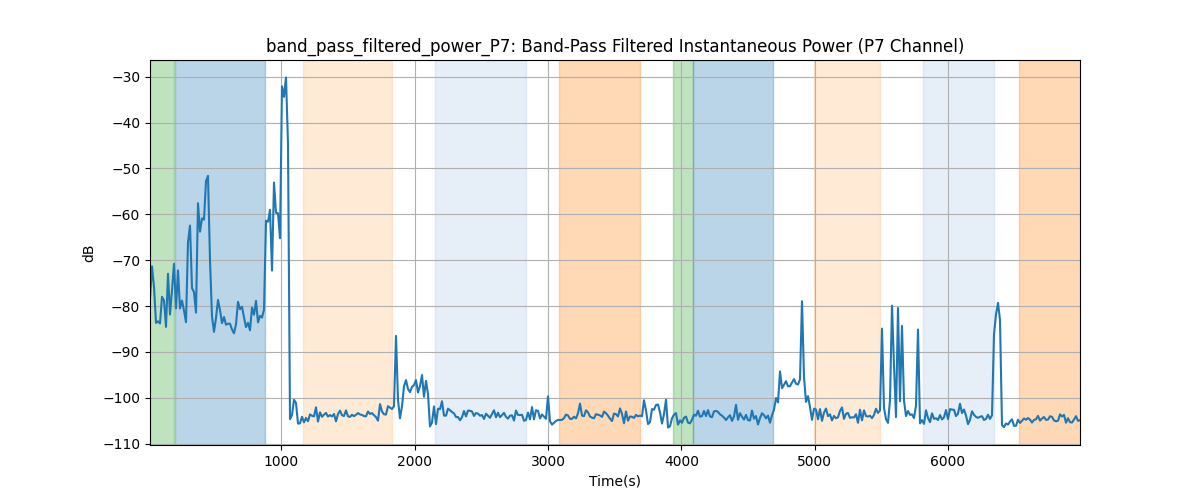 band_pass_filtered_power_P7: Band-Pass Filtered Instantaneous Power (P7 Channel)
−30
−40
−50
−60
−70
−80
−90
−100
−110
dB
1000 2000 3000 4000 5000 6000
Time(s)